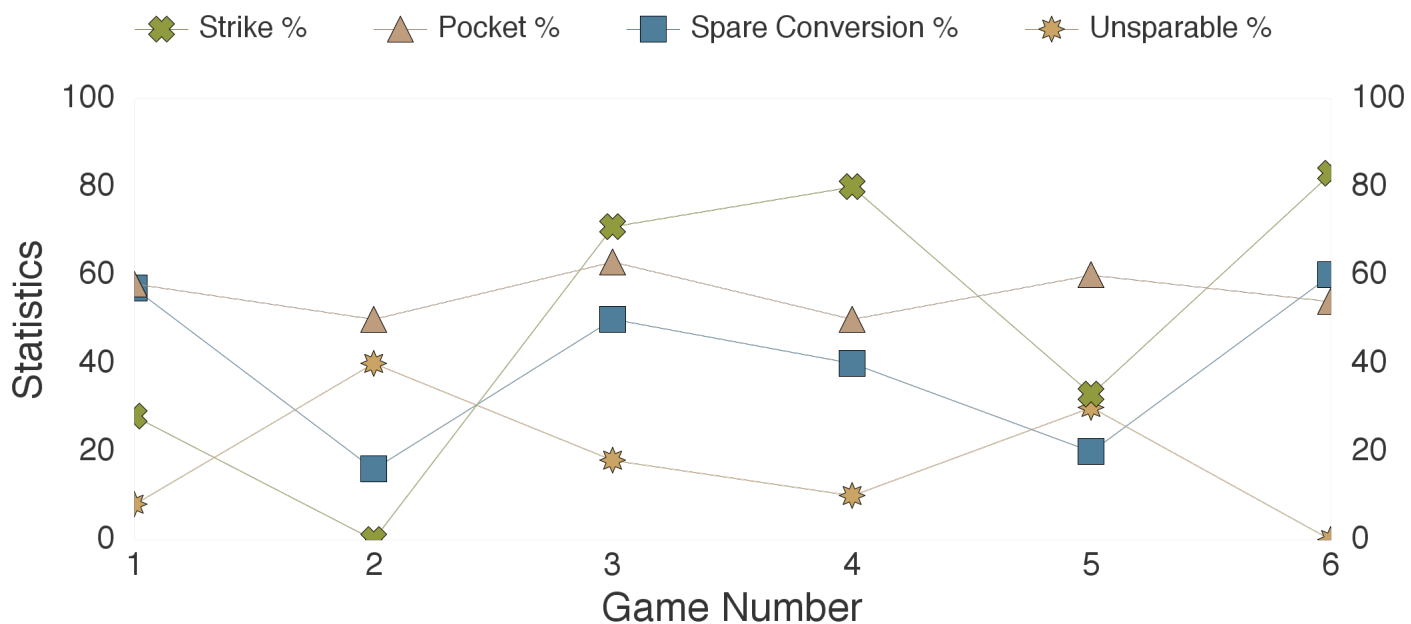 Strike % Pocket % Spare Conversion % Unsparable %
100 100
80 80
60 60
Statistics
40 40
20 20
0 0
1 2 3 4 5 6
Game Number